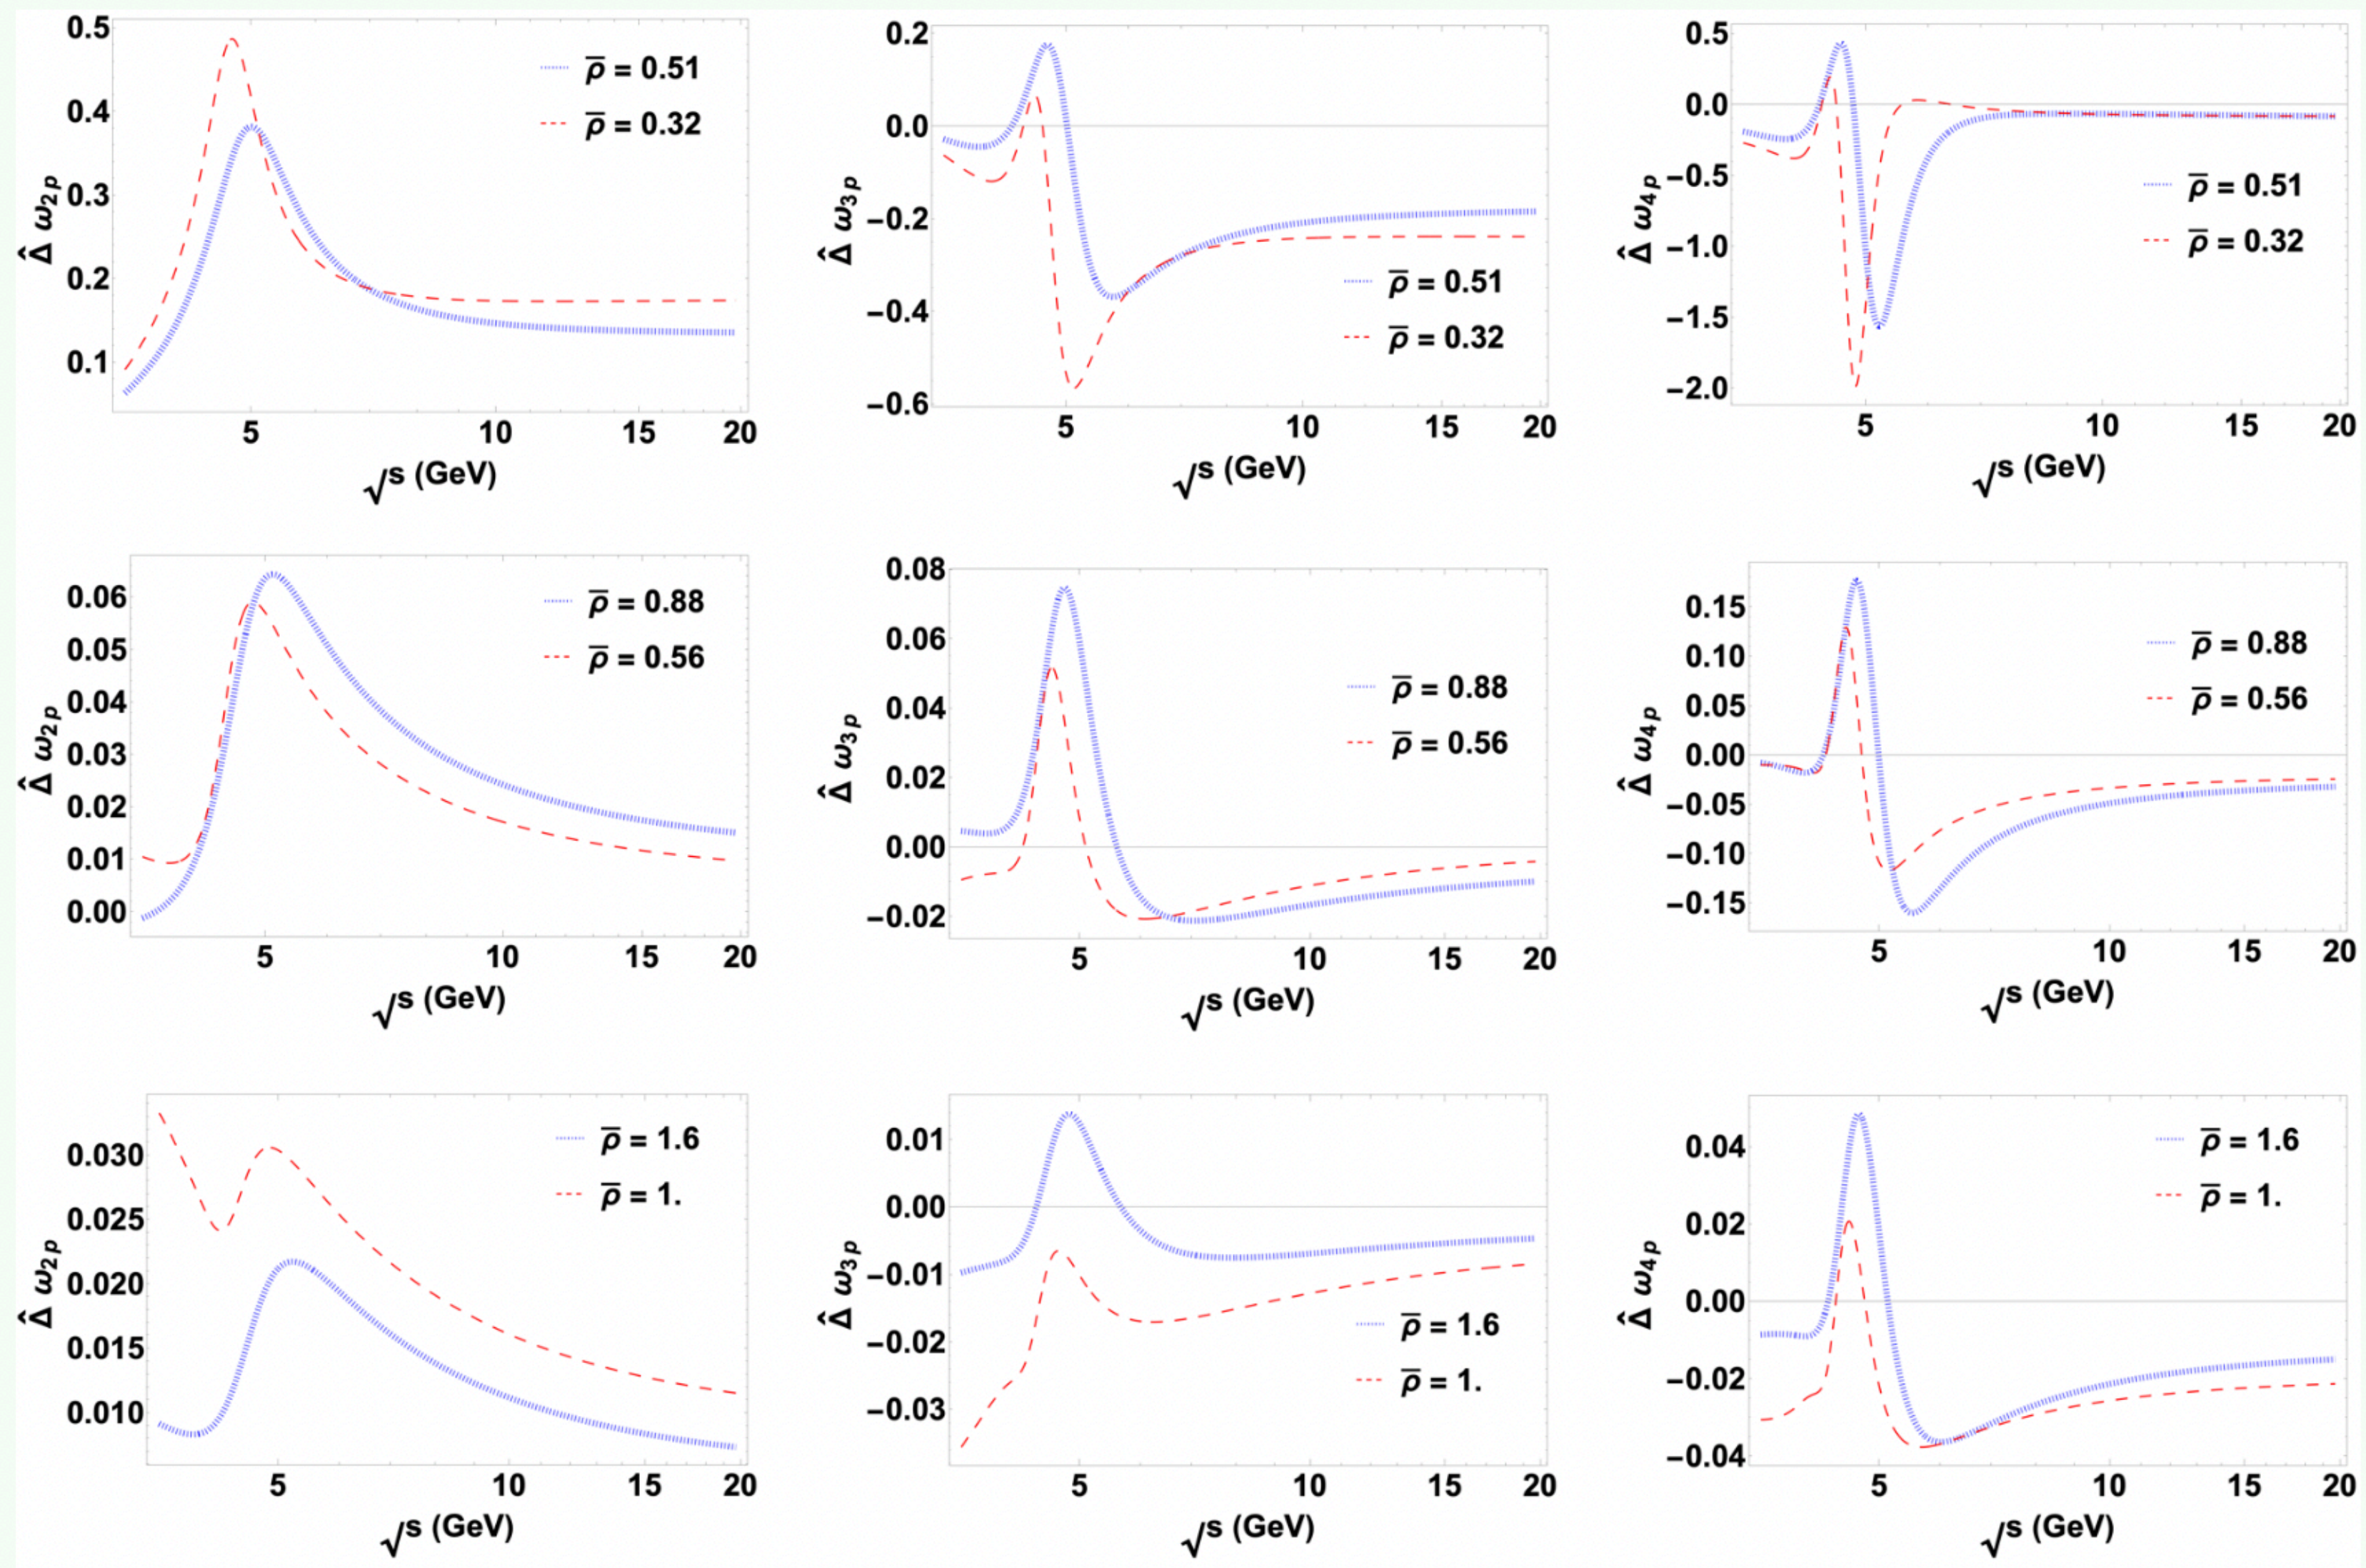 0.5
0.4
0.3
0.2
0.1
Δ̂ ω2p
ρ̅ = 0.51
ρ̅ = 0.32
5 10 15 20
√s (GeV)
0.2
0.0
−0.2
−0.4
−0.6
Δ̂ ω3p
ρ̅ = 0.51
ρ̅ = 0.32
5 10 15 20
√s (GeV)
0.5
0.0
−0.5
−1.0
−1.5
−2.0
Δ̂ ω4p
ρ̅ = 0.51
ρ̅ = 0.32
5 10 15 20
√s (GeV)
0.06
0.05
0.04
0.03
0.02
0.01
0.00
Δ̂ ω2p
ρ̅ = 0.88
ρ̅ = 0.56
5 10 15 20
√s (GeV)
0.08
0.06
0.04
0.02
0.00
−0.02
Δ̂ ω3p
ρ̅ = 0.88
ρ̅ = 0.56
5 10 15 20
√s (GeV)
0.15
0.10
0.05
0.00
−0.05
−0.10
−0.15
Δ̂ ω4p
ρ̅ = 0.88
ρ̅ = 0.56
5 10 15 20
√s (GeV)
0.030
0.025
0.020
0.015
0.010
Δ̂ ω2p
ρ̅ = 1.6
ρ̅ = 1.
5 10 15 20
√s (GeV)
0.01
0.00
−0.01
−0.02
−0.03
Δ̂ ω3p
ρ̅ = 1.6
ρ̅ = 1.
5 10 15 20
√s (GeV)
0.04
0.02
0.00
−0.02
−0.04
Δ̂ ω4p
ρ̅ = 1.6
ρ̅ = 1.
5 10 15 20
√s (GeV)